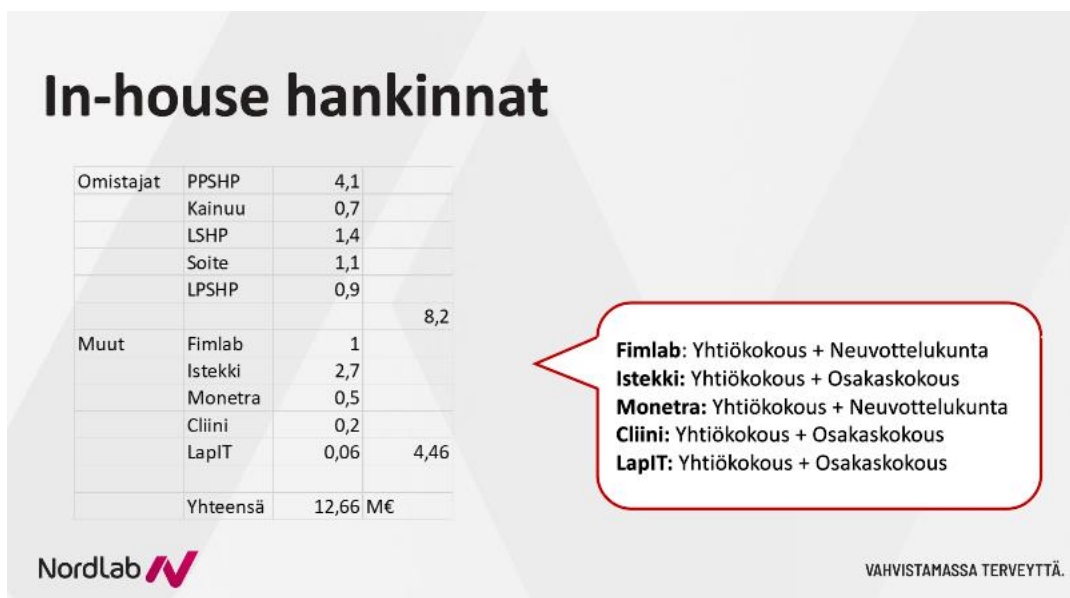 In-house hankinnat
Omistajat PPSHP 4,1
Kainuu 0,7
LSHP 1,4
Soite 1,1
LPSHP 0,9
8,2
Muut Fimlab 1
Istekki 2,7
Monetra 0,5
Cliini 0,2
LapIT 0,06 4,46
Yhteensä 12,66 M€
Fimlab: Yhtiökokous + Neuvottelukunta
Istekki: Yhtiökokous + Osakaskokous
Monetra: Yhtiökokous + Neuvottelukunta
Cliini: Yhtiökokous + Osakaskokous
LapIT: Yhtiökokous + Osakaskokous
NordLab
VAHVISTAMASSA TERVEYTTÄ.